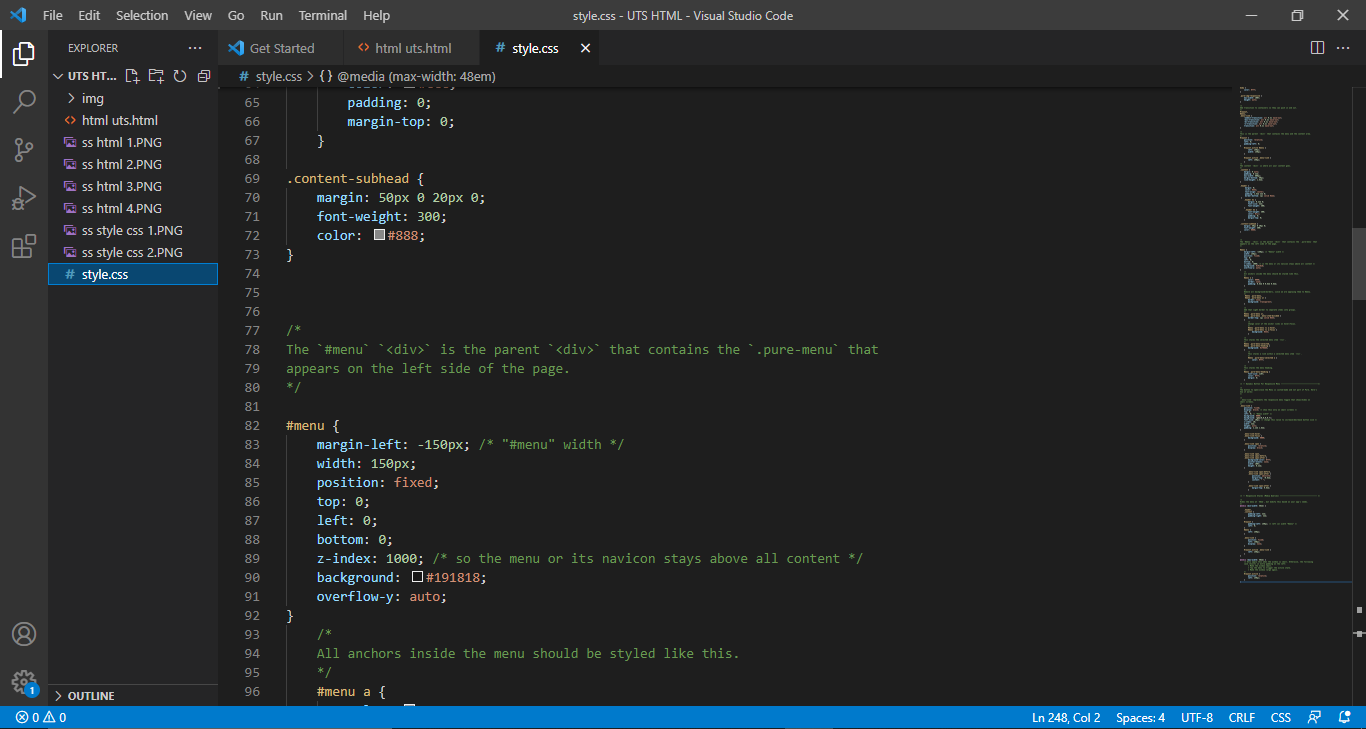 File Edit Selection View Go Run Terminal Help style.css - UTS HTML - Visual Studio Code
EXPLORER
Get Started
html uts.html
# style.css
UTS HT...
img
html uts.html
ss html 1.PNG
ss html 2.PNG
ss html 3.PNG
ss html 4.PNG
ss style css 1.PNG
ss style css 2.PNG
# style.css
OUTLINE
# style.css > {} @media (max-width: 48em)
65 padding: 0;
66 margin-top: 0;
67 }
68
69 .content-subhead {
70 margin: 50px 0 20px 0;
71 font-weight: 300;
72 color: #888;
73 }
74
75
76
77 /*
78 The `#menu` `<div>` is the parent `<div>` that contains the `.pure-menu` that
79 appears on the left side of the page.
80 */
81
82 #menu {
83 margin-left: -150px; /* "#menu" width */
84 width: 150px;
85 position: fixed;
86 top: 0;
87 left: 0;
88 bottom: 0;
89 z-index: 1000; /* so the menu or its navicon stays above all content */
90 background: #191818;
91 overflow-y: auto;
92 }
93 /*
94 All anchors inside the menu should be styled like this.
95 */
96 #menu a {
1
0 0
Ln 248, Col 2 Spaces: 4 UTF-8 CRLF CSS